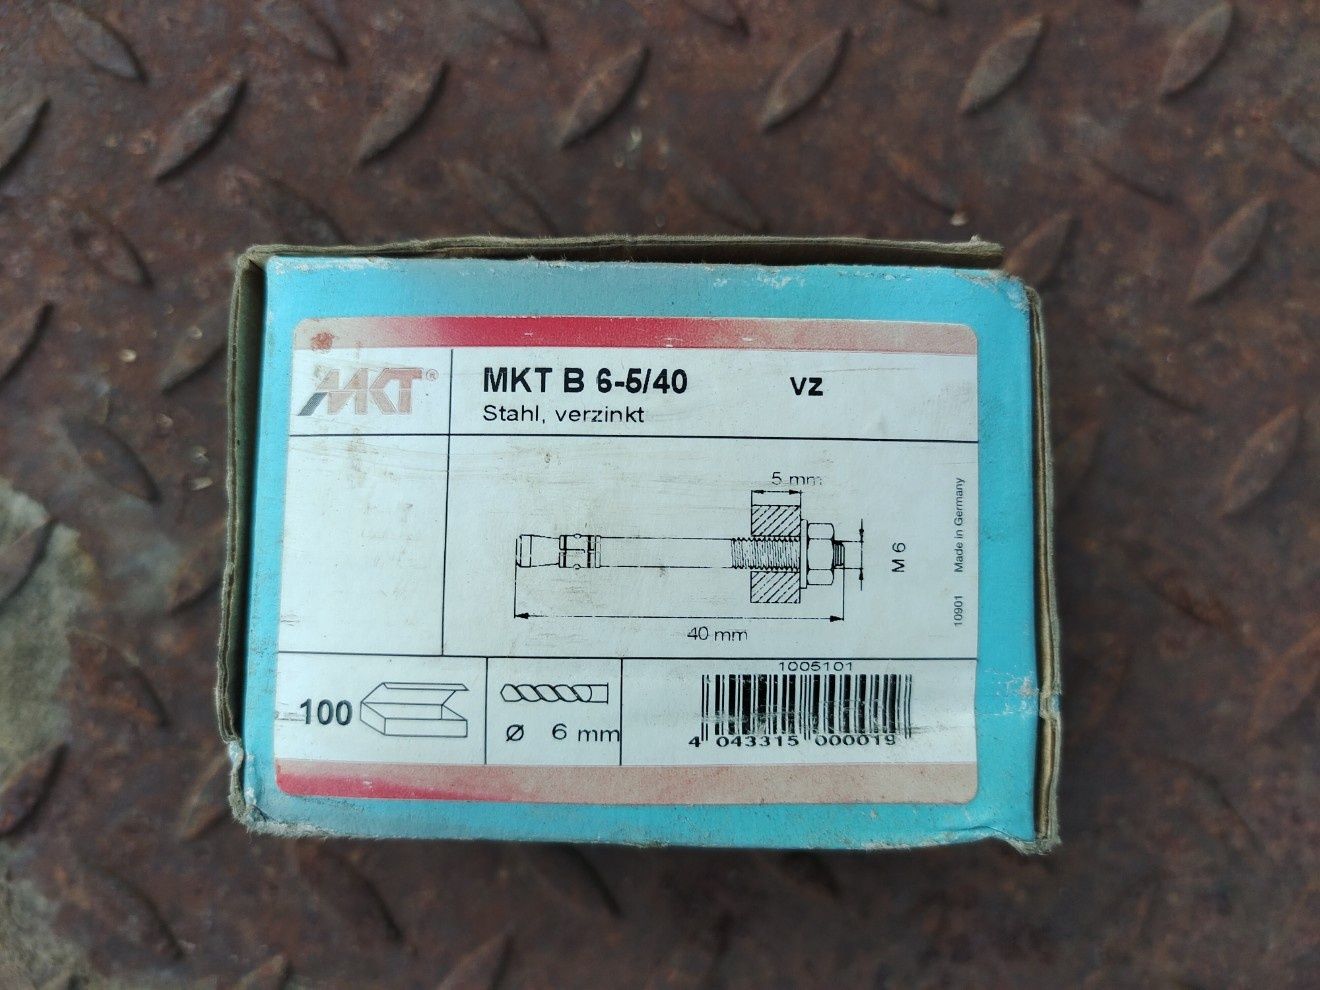 MKT®
MKT B 6-5/40 vz
Stahl, verzinkt
5 mm
M 6
40 mm
10901 Made in Germany
100
Ø 6 mm
1005101
4 043315 000019